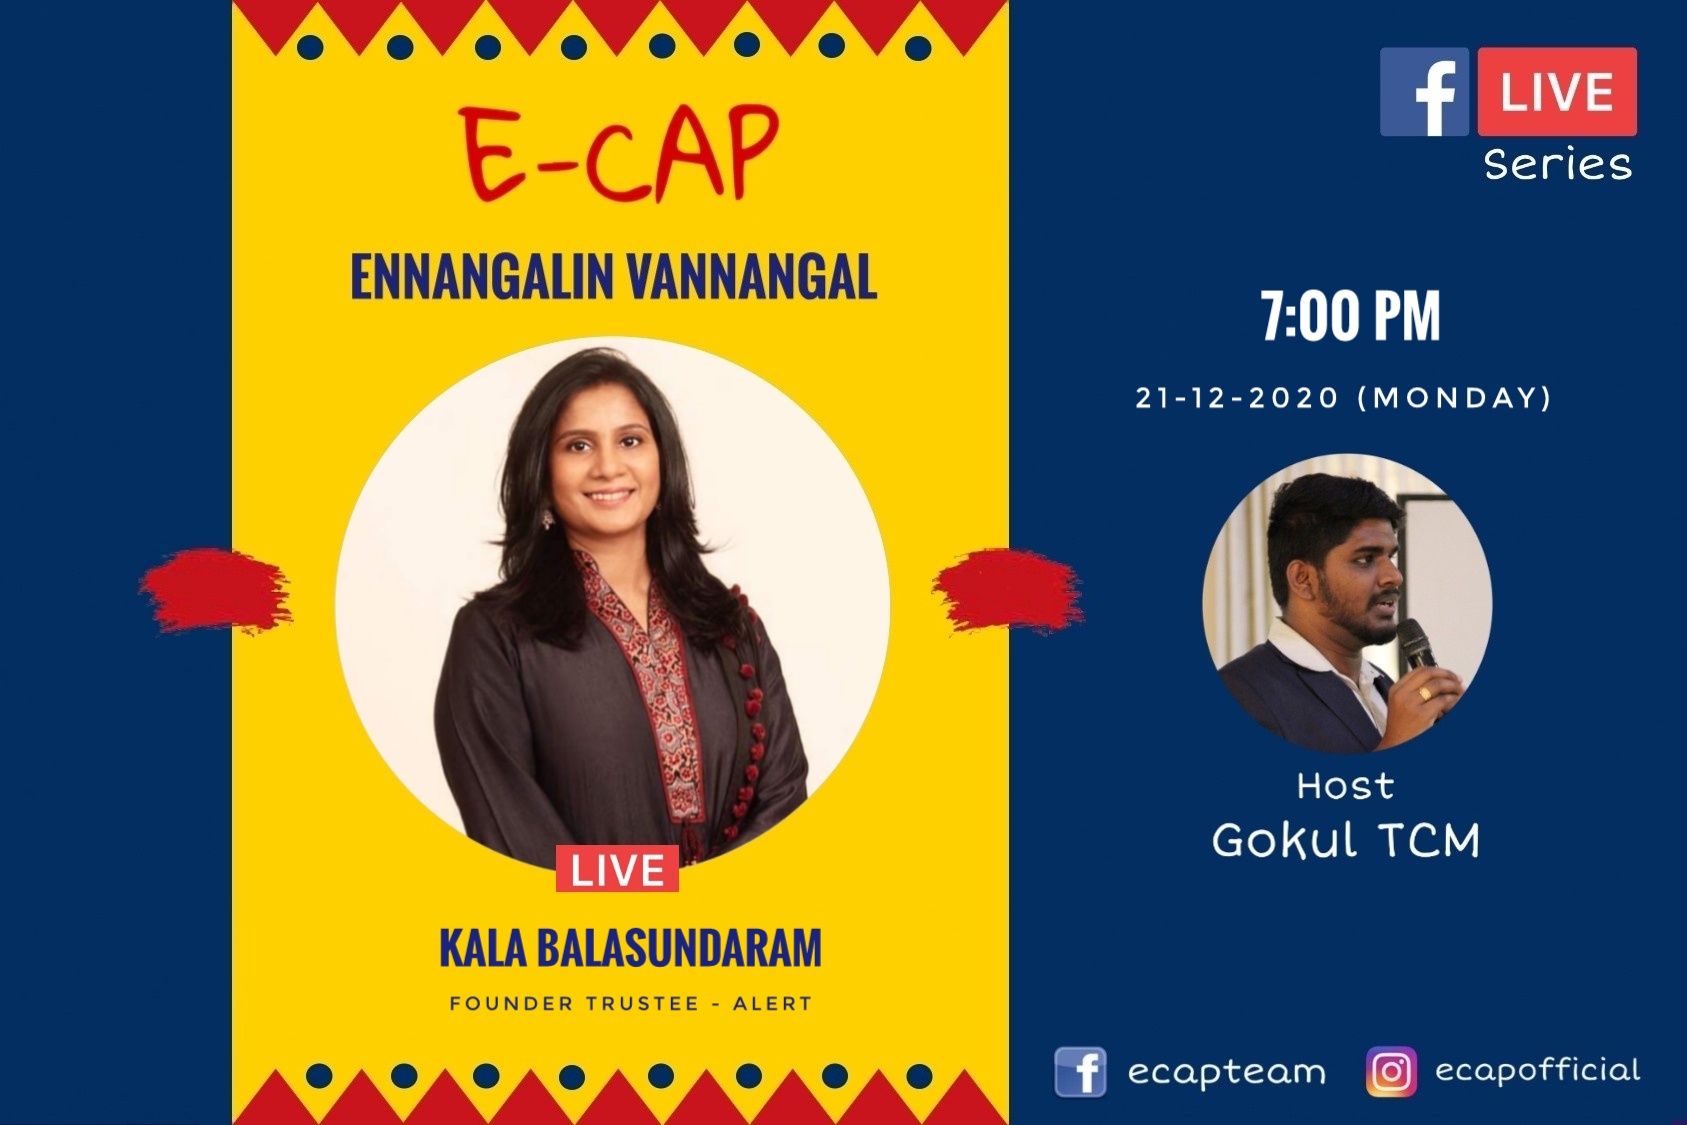 E-CAP
ENNANGALIN VANNANGAL
LIVE
KALA BALASUNDARAM
FOUNDER TRUSTEE - ALERT
f LIVE
Series
7:00 PM
21-12-2020 (MONDAY)
Host
Gokul TCM
f ecapteam ecapofficial